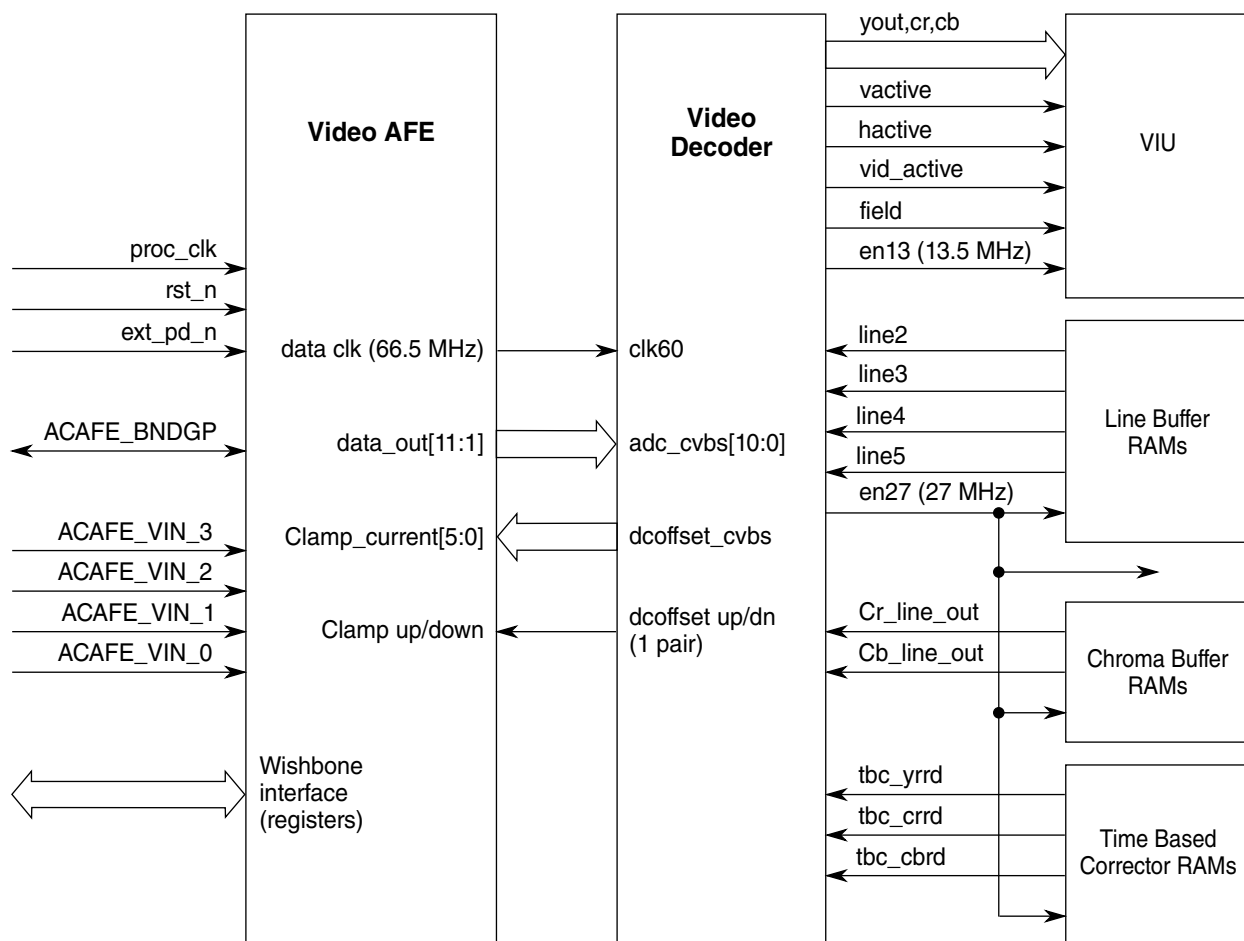 Video AFE
proc_clk
rst_n
ext_pd_n
ACAFE_BNDGP
ACAFE_VIN_3
ACAFE_VIN_2
ACAFE_VIN_1
ACAFE_VIN_0
data clk (66.5 MHz)
data_out[11:1]
Clamp_current[5:0]
Clamp up/down
Wishbone
interface
(registers)
Video
Decoder
clk60
adc_cvbs[10:0]
dcoffset_cvbs
dcoffset up/dn
(1 pair)
yout,cr,cb
vactive
hactive
vid_active
field
en13 (13.5 MHz)
VIU
line2
line3
line4
line5
en27 (27 MHz)
Line Buffer
RAMs
Cr_line_out
Cb_line_out
Chroma Buffer
RAMs
tbc_yrrd
tbc_crrd
tbc_cbrd
Time Based
Corrector RAMs